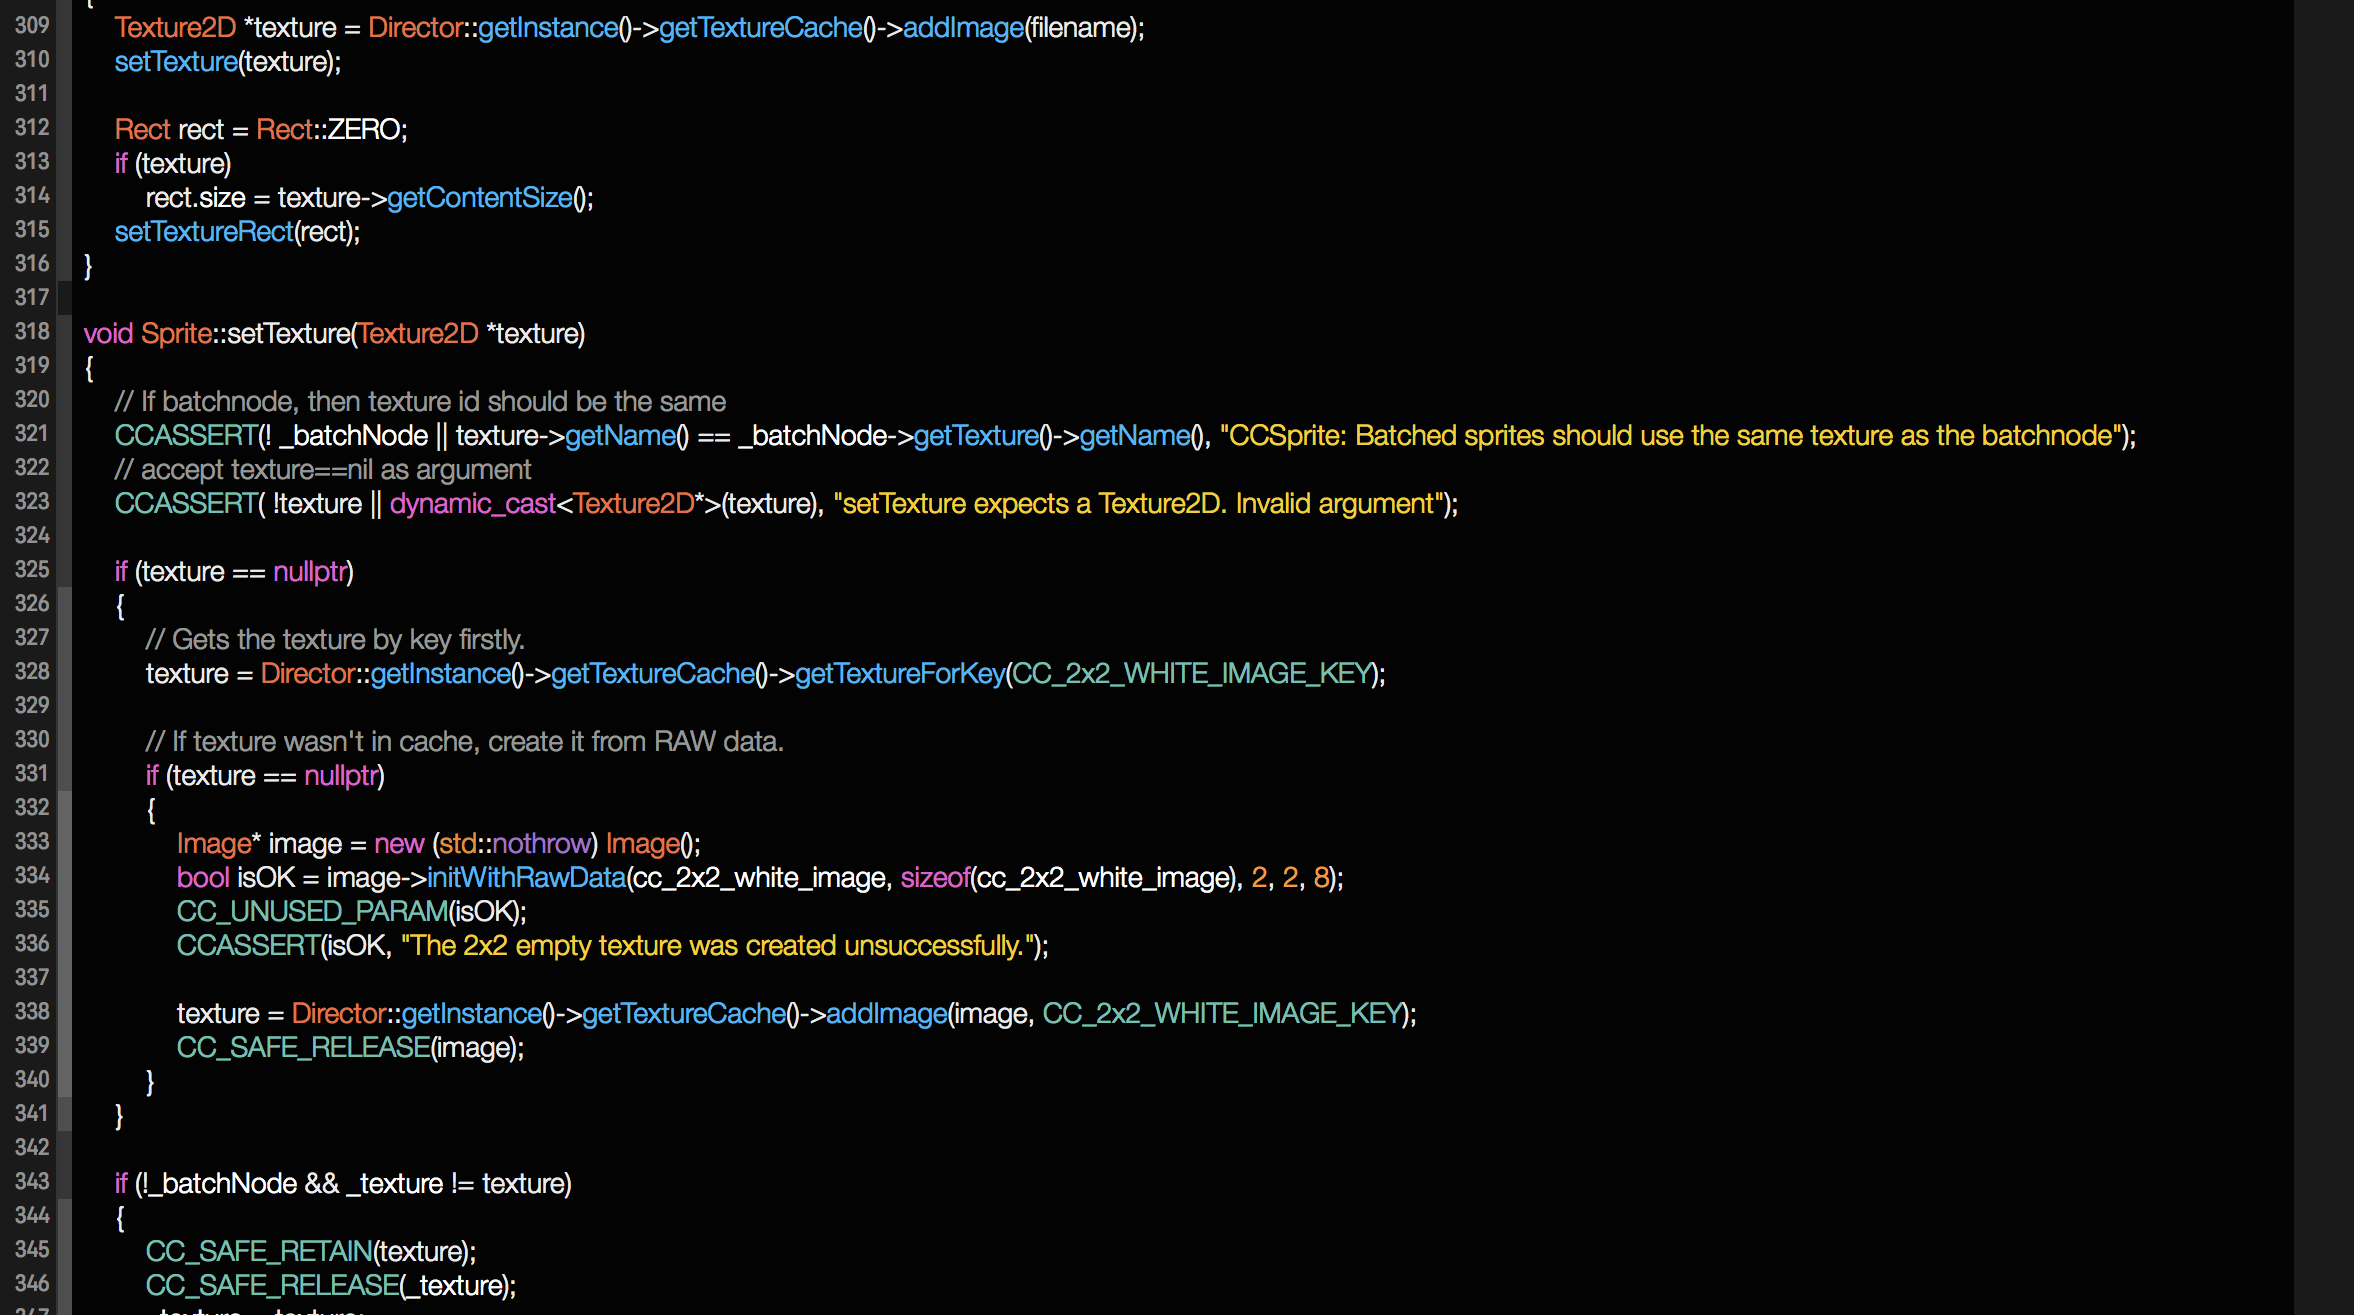 309 Texture2D *texture = Director::getInstance()->getTextureCache()->addImage(filename);
310 setTexture(texture);
311
312 Rect rect = Rect::ZERO;
313 if (texture)
314 rect.size = texture->getContentSize();
315 setTextureRect(rect);
316 }
317
318 void Sprite::setTexture(Texture2D *texture)
319 {
320 // If batchnode, then texture id should be the same
321 CCASSERT(! _batchNode || texture->getName() == _batchNode->getTexture()->getName(), "CCSprite: Batched sprites should use the same texture as the batchnode");
322 // accept texture==nil as argument
323 CCASSERT( !texture || dynamic_cast<Texture2D*>(texture), "setTexture expects a Texture2D. Invalid argument");
324
325 if (texture == nullptr)
326 {
327 // Gets the texture by key firstly.
328 texture = Director::getInstance()->getTextureCache()->getTextureForKey(CC_2x2_WHITE_IMAGE_KEY);
329
330 // If texture wasn't in cache, create it from RAW data.
331 if (texture == nullptr)
332 {
333 Image* image = new (std::nothrow) Image();
334 bool isOK = image->initWithRawData(cc_2x2_white_image, sizeof(cc_2x2_white_image), 2, 2, 8);
335 CC_UNUSED_PARAM(isOK);
336 CCASSERT(isOK, "The 2x2 empty texture was created unsuccessfully.");
337
338 texture = Director::getInstance()->getTextureCache()->addImage(image, CC_2x2_WHITE_IMAGE_KEY);
339 CC_SAFE_RELEASE(image);
340 }
341 }
342
343 if (!_batchNode && _texture != texture)
344 {
345 CC_SAFE_RETAIN(texture);
346 CC_SAFE_RELEASE(_texture);